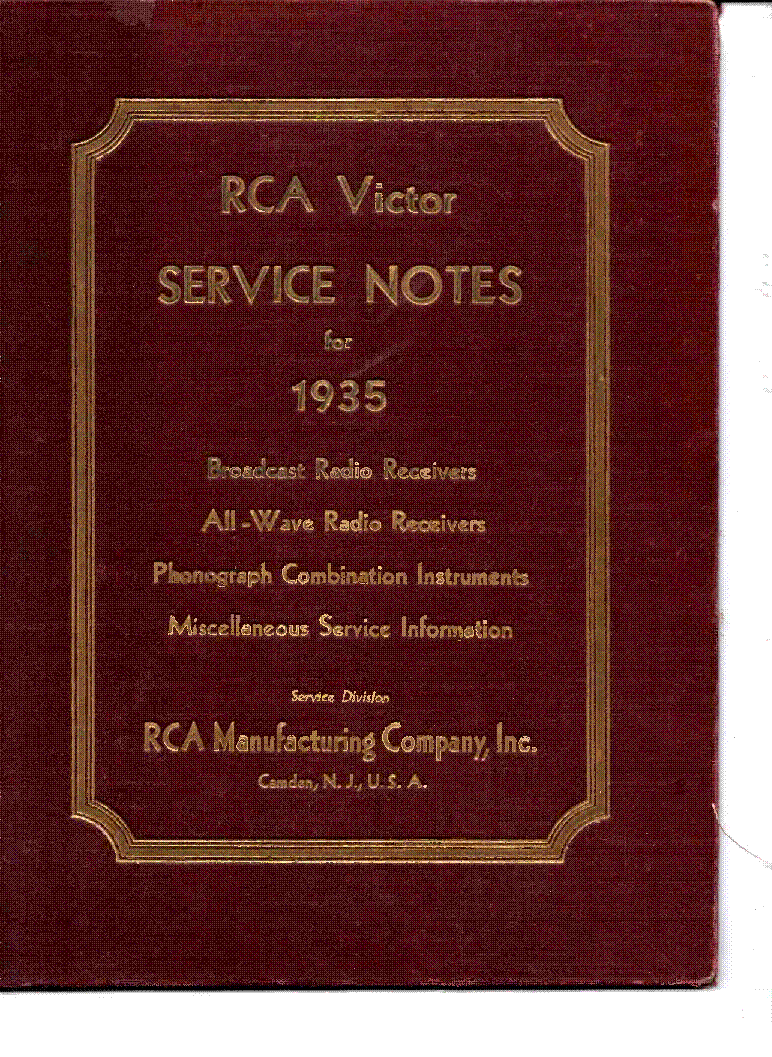 RCA Victor
SERVICE NOTES
for
1935
Broadcast Radio Receivers
All-Wave Radio Receivers
Phonograph Combination Instruments
Miscellaneous Service Information
Service Division
RCA Manufacturing Company, Inc.
Camden, N. J., U. S. A.